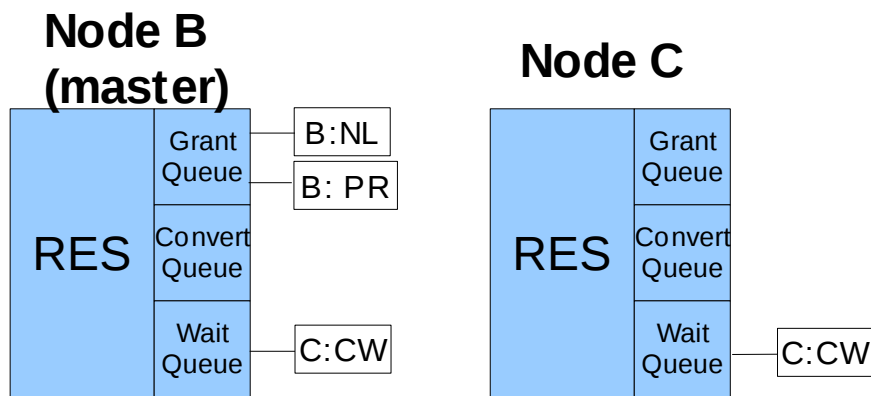 Node B
(master)
Node C
RES
Grant
Queue
Convert
Queue
Wait
Queue
B:NL
B: PR
C:CW
RES
Grant
Queue
Convert
Queue
Wait
Queue
C:CW